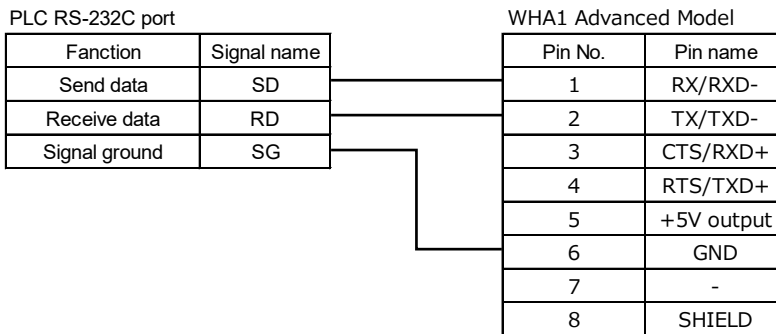 PLC RS-232C port WHA1 Advanced Model
Fanction Signal name Pin No. Pin name
Send data SD 1 RX/RXD-
Receive data RD 2 TX/TXD-
Signal ground SG 3 CTS/RXD+
4 RTS/TXD+
5 +5V output
6 GND
7 -
8 SHIELD